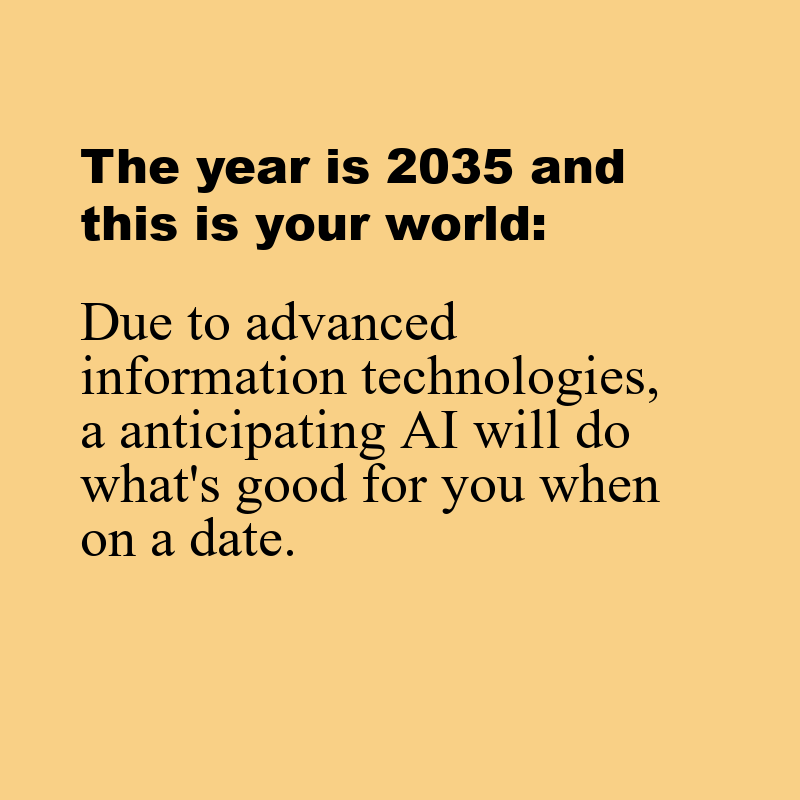 The year is 2035 and
this is your world:
Due to advanced
information technologies,
a anticipating AI will do
what's good for you when
on a date.